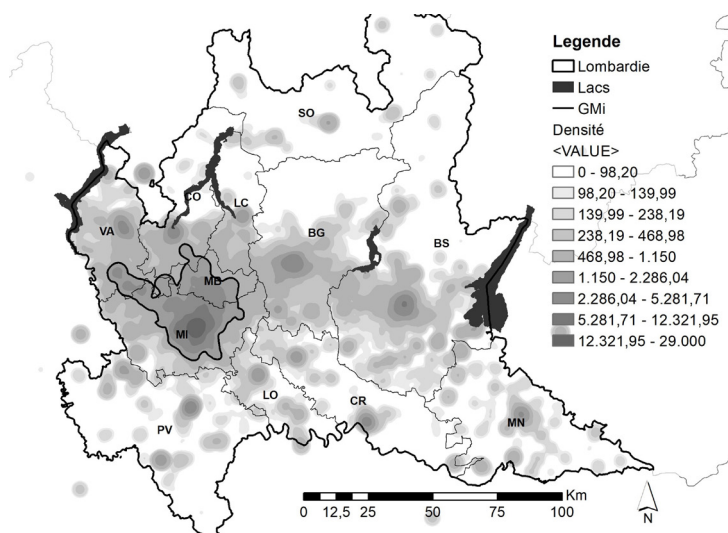 Legende
Lombardie
Lacs
GMi
Densité
<VALUE>
0 - 98,20
98,20 - 139,99
139,99 - 238,19
238,19 - 468,98
468,98 - 1.150
1.150 - 2.286,04
2.286,04 - 5.281,71
5.281,71 - 12.321,95
12.321,95 - 29.000
SO
CO
LC
VA
BG
BS
MB
MI
LO
CR
PV
MN
Km
0 12,5 25 50 75 100
N